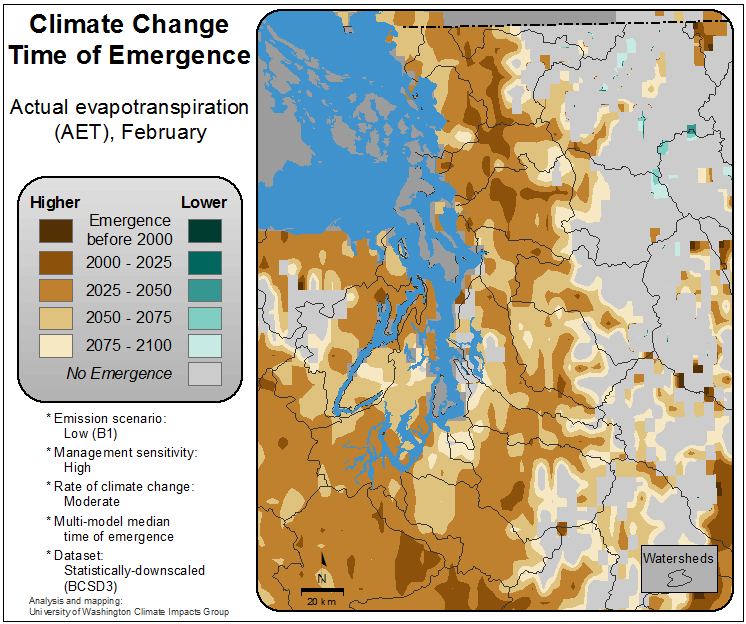 Climate Change
Time of Emergence
Actual evapotranspiration
(AET), February
Higher Lower
Emergence
before 2000
2000 - 2025
2025 - 2050
2050 - 2075
2075 - 2100
No Emergence
* Emission scenario:
Low (B1)
* Management sensitivity:
High
* Rate of climate change:
Moderate
* Multi-model median
time of emergence
* Dataset:
Statistically-downscaled
(BCSD3)
Analysis and mapping:
University of Washington Climate Impacts Group
N
20 km
Watersheds